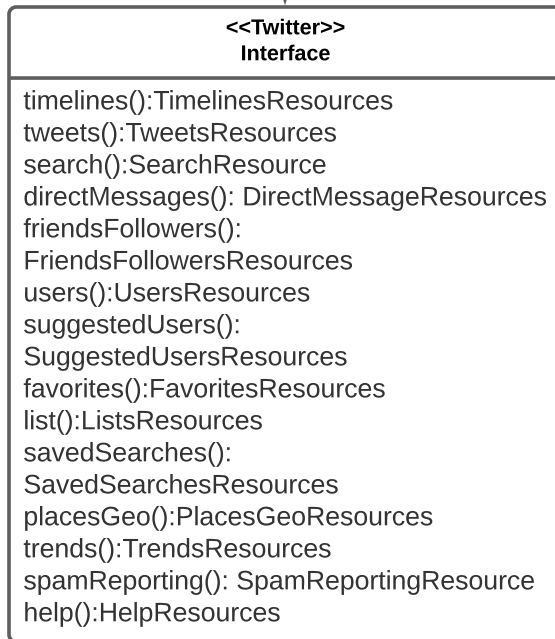 <<Twitter>>
Interface
timelines():TimelinesResources
tweets():TweetsResources
search():SearchResource
directMessages(): DirectMessageResources
friendsFollowers():
FriendsFollowersResources
users():UsersResources
suggestedUsers():
SuggestedUsersResources
favorites():FavoritesResources
list():ListsResources
savedSearches():
SavedSearchesResources
placesGeo():PlacesGeoResources
trends():TrendsResources
spamReporting(): SpamReportingResource
help():HelpResources